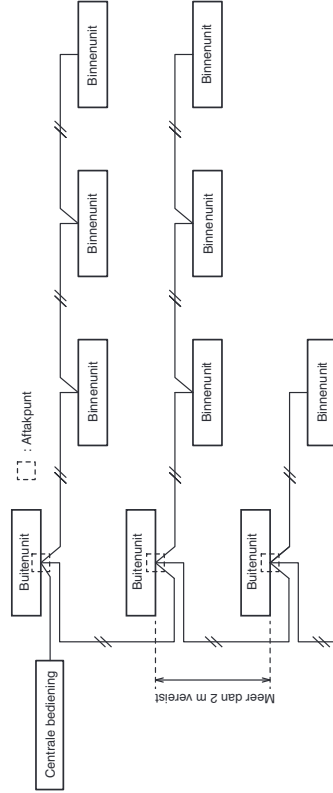 Centrale bediening
Buitenunit
: Aftakpunt
Binnenunit
Binnenunit
Binnenunit
Buitenunit
Binnenunit
Binnenunit
Binnenunit
Meer dan 2 m vereist
Buitenunit
Binnenunit